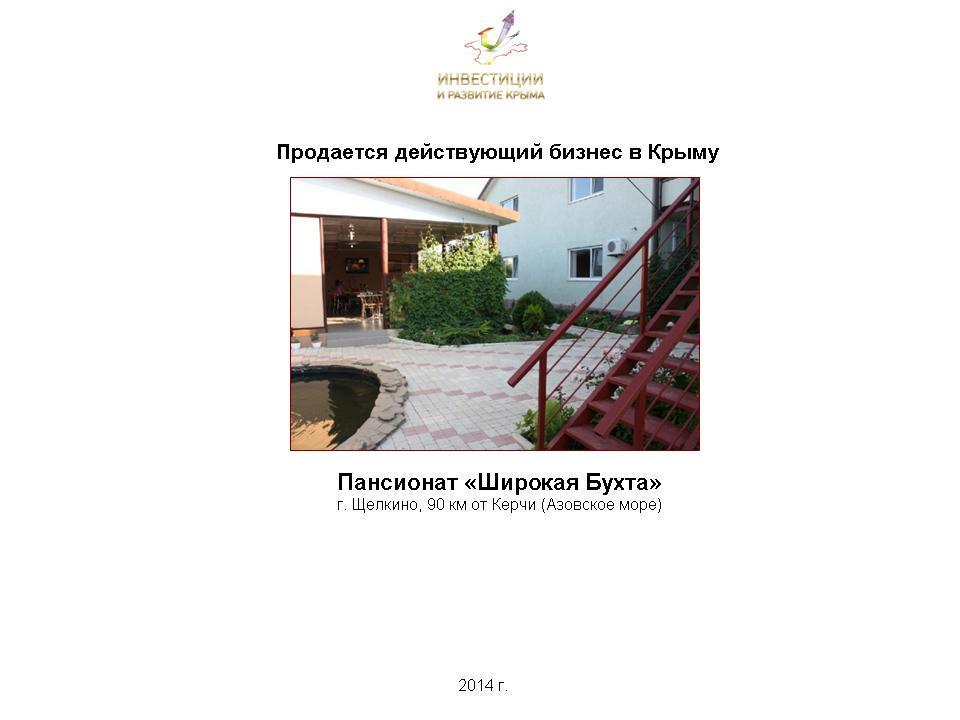 ИНВЕСТИЦИИ
И РАЗВИТИЕ КРЫМА
Продается действующий бизнес в Крыму
Пансионат «Широкая Бухта»
г. Щелкино, 90 км от Керчи (Азовское море)
2014 г.